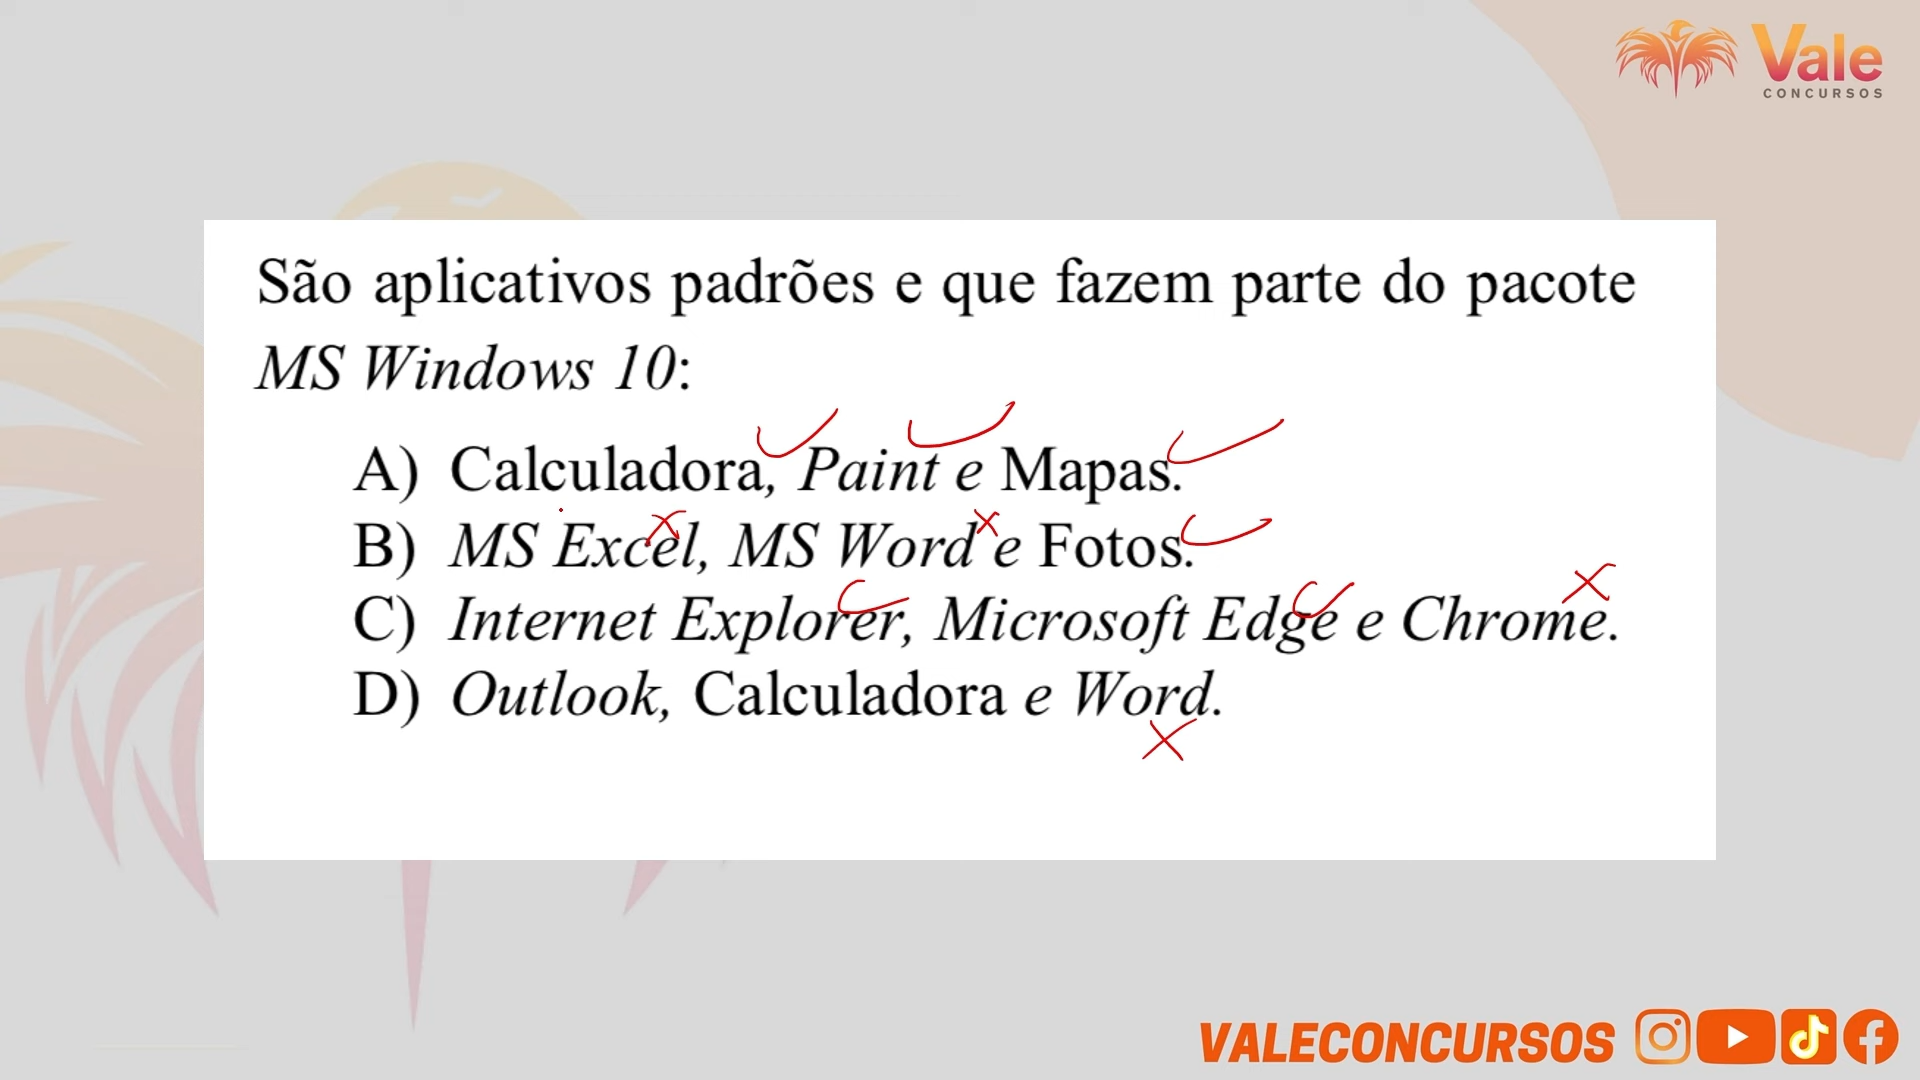 Vale
CONCURSOS
São aplicativos padrões e que fazem parte do pacote
MS Windows 10:
A) Calculadora, Paint e Mapas.
B) MS Excel, MS Word e Fotos.
C) Internet Explorer, Microsoft Edge e Chrome.
D) Outlook, Calculadora e Word.
VALECONCURSOS